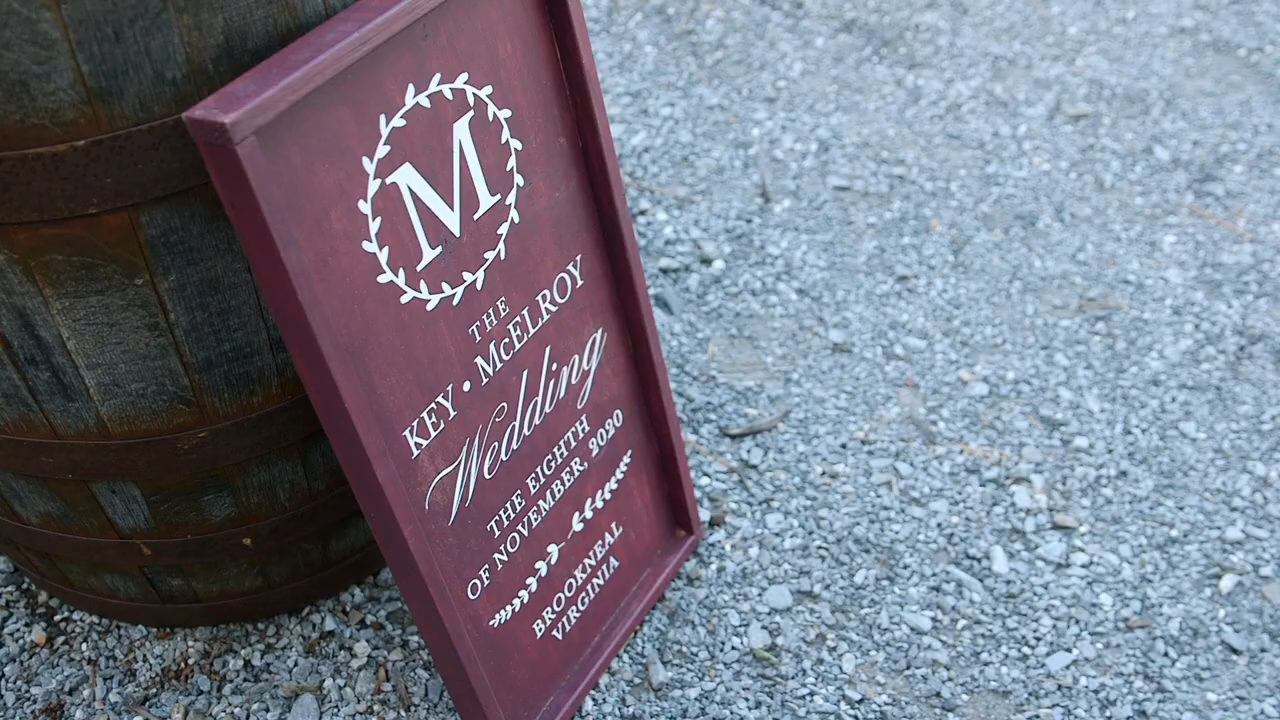 M
THE
KEY • McELROY
Wedding
THE EIGHTH
OF NOVEMBER, 2020
BROOKNEAL
VIRGINIA